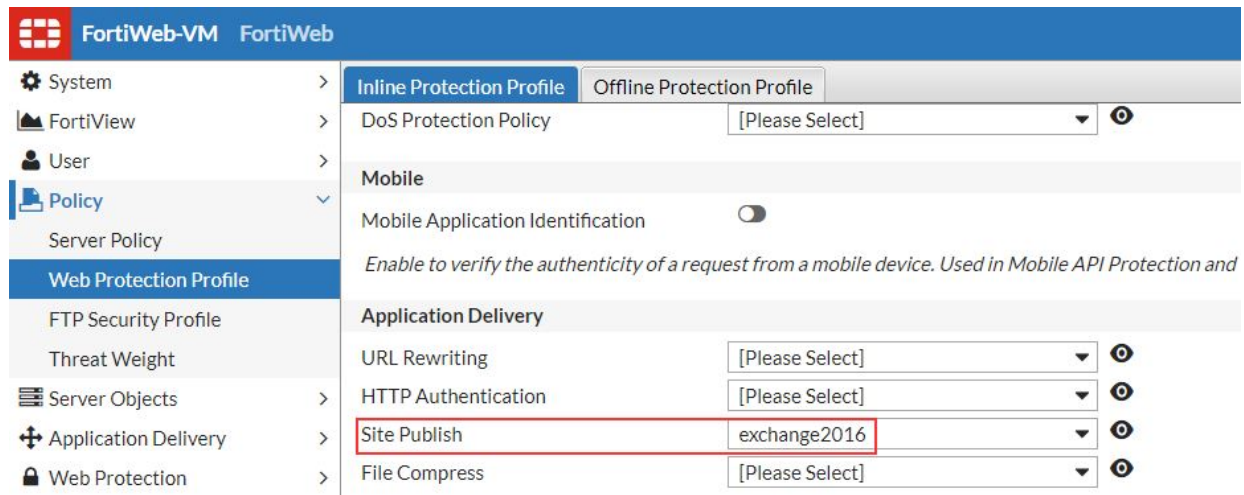 FortiWeb-VM FortiWeb
System
FortiView
User
Policy
Server Policy
Web Protection Profile
FTP Security Profile
Threat Weight
Server Objects
Application Delivery
Web Protection
Inline Protection Profile Offline Protection Profile
DoS Protection Policy [Please Select]
Mobile
Mobile Application Identification
Enable to verify the authenticity of a request from a mobile device. Used in Mobile API Protection and
Application Delivery
URL Rewriting [Please Select]
HTTP Authentication [Please Select]
Site Publish exchange2016
File Compress [Please Select]